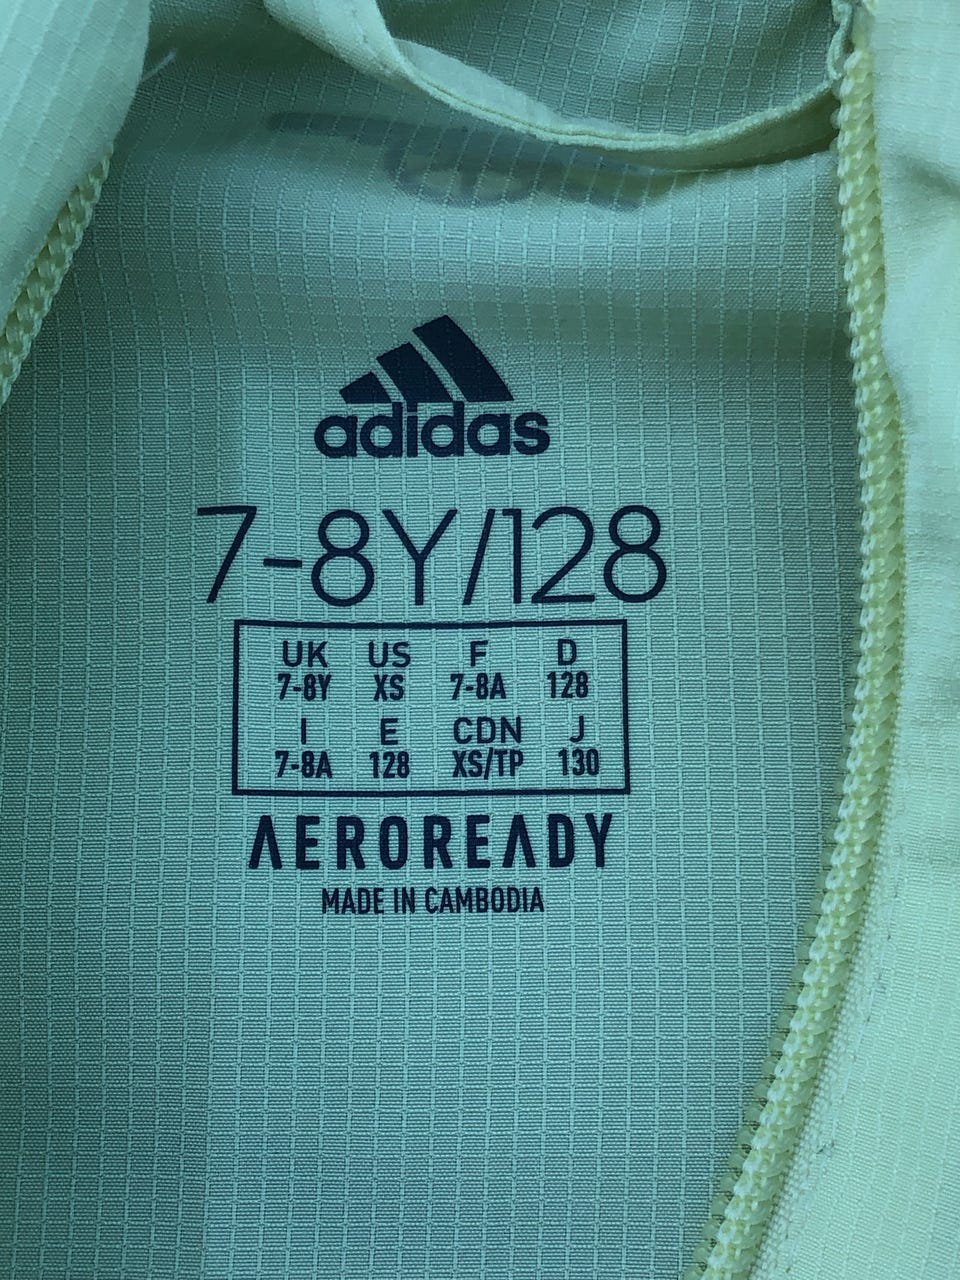 adidas
7-8Y/128
UK US F D
7-8Y XS 7-8A 128
I E CDN J
7-8A 128 XS/TP 130
AEROREADY
MADE IN CAMBODIA